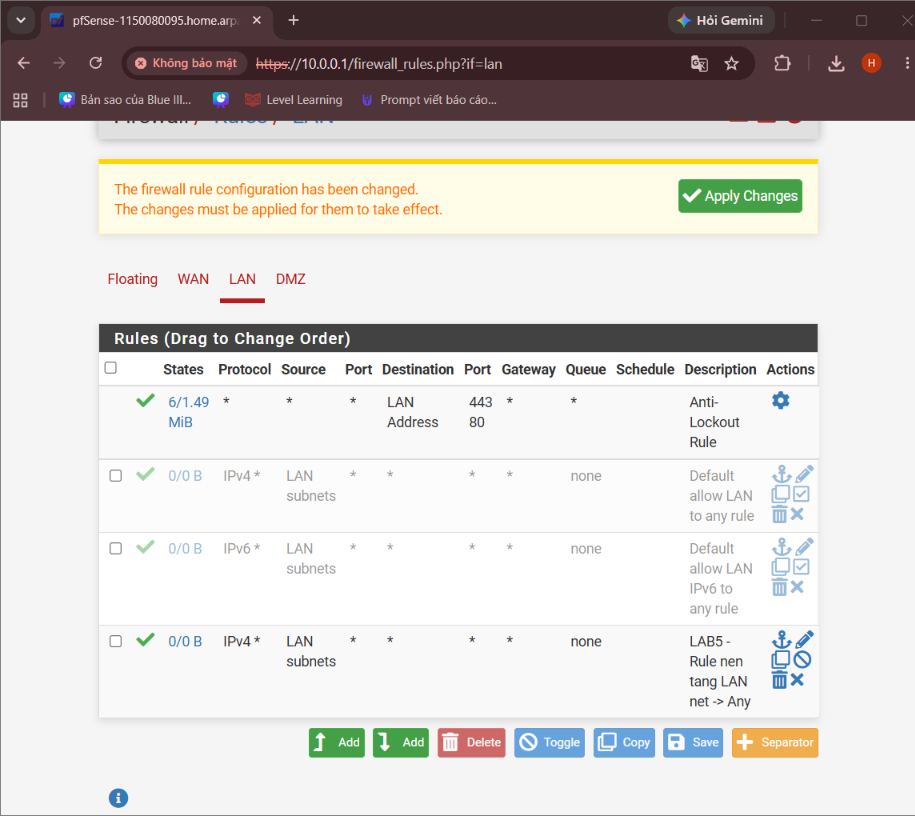 pfSense-1150080095.home.arpa
Hỏi Gemini
Không bảo mật
https://10.0.0.1/firewall_rules.php?if=lan
H
Bản sao của Blue Ill...
Level Learning
Prompt viết báo cáo...
Firewall / Rules / LAN
The firewall rule configuration has been changed.
The changes must be applied for them to take effect.
Apply Changes
Floating WAN LAN DMZ
Rules (Drag to Change Order)
States Protocol Source Port Destination Port Gateway Queue Schedule Description Actions
6/1.49 * * * LAN 443 * * Anti-
MiB Address 80 Lockout
Rule
0/0 B IPv4 * LAN * * * * none Default
subnets allow LAN
to any rule
0/0 B IPv6 * LAN * * * * none Default
subnets allow LAN
IPv6 to
any rule
0/0 B IPv4 * LAN * * * * none LAB5 -
subnets Rule nen
tang LAN
net -> Any
Add Add Delete Toggle Copy Save Separator